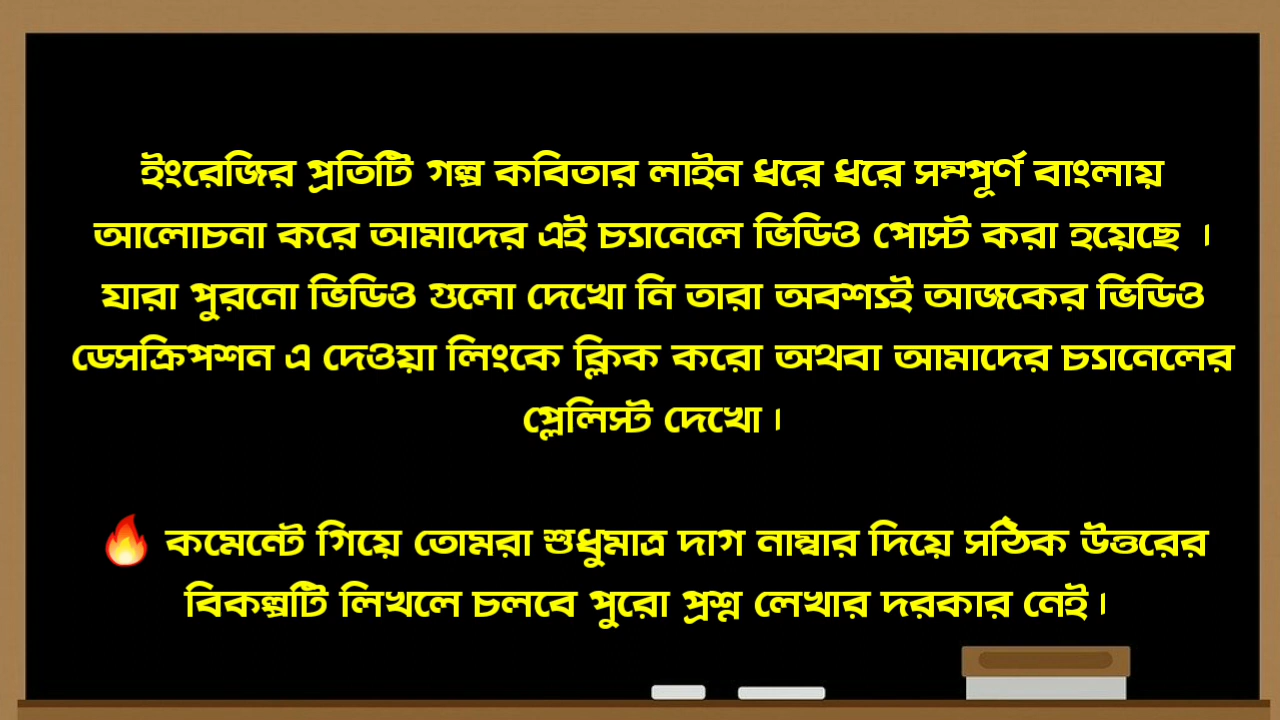 ইংরেজির প্রতিটি গল্প কবিতার লাইন ধরে ধরে সম্পূর্ণ বাংলায়
আলোচনা করে আমাদের এই চ্যানেলে ভিডিও পোস্ট করা হয়েছে ।
যারা পুরনো ভিডিও গুলো দেখো নি তারা অবশ্যই আজকের ভিডিও
ডেসক্রিপশন এ দেওয়া লিংকে ক্লিক করো অথবা আমাদের চ্যানেলের
প্লেলিস্ট দেখো।
🔥 কমেন্টে গিয়ে তোমরা শুধুমাত্র দাগ নাম্বার দিয়ে সঠিক উত্তরের
বিকল্পটি লিখলে চলবে পুরো প্রশ্ন লেখার দরকার নেই।